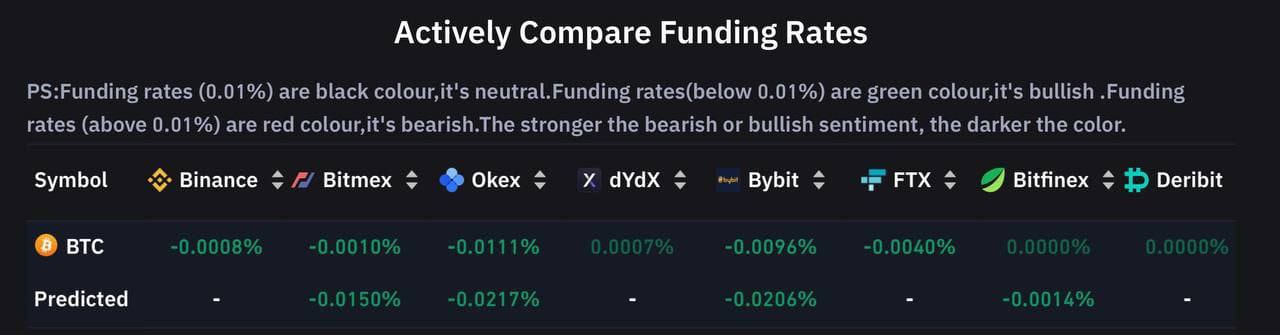 Actively Compare Funding Rates
PS:Funding rates (0.01%) are black colour,it's neutral.Funding rates(below 0.01%) are green colour,it's bullish .Funding
rates (above 0.01%) are red colour,it's bearish.The stronger the bearish or bullish sentiment, the darker the color.
Symbol Binance Bitmex Okex X dYdX bybit Bybit FTX Bitfinex Deribit
BTC -0.0008% -0.0010% -0.0111% 0.0007% -0.0096% -0.0040% 0.0000% 0.0000%
Predicted - -0.0150% -0.0217% - -0.0206% - -0.0014% -